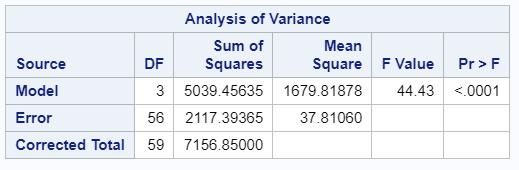 Analysis of Variance
Source DF Sum of Squares Mean Square F Value Pr > F
Model 3 5039.45635 1679.81878 44.43 <.0001
Error 56 2117.39365 37.81060
Corrected Total 59 7156.85000